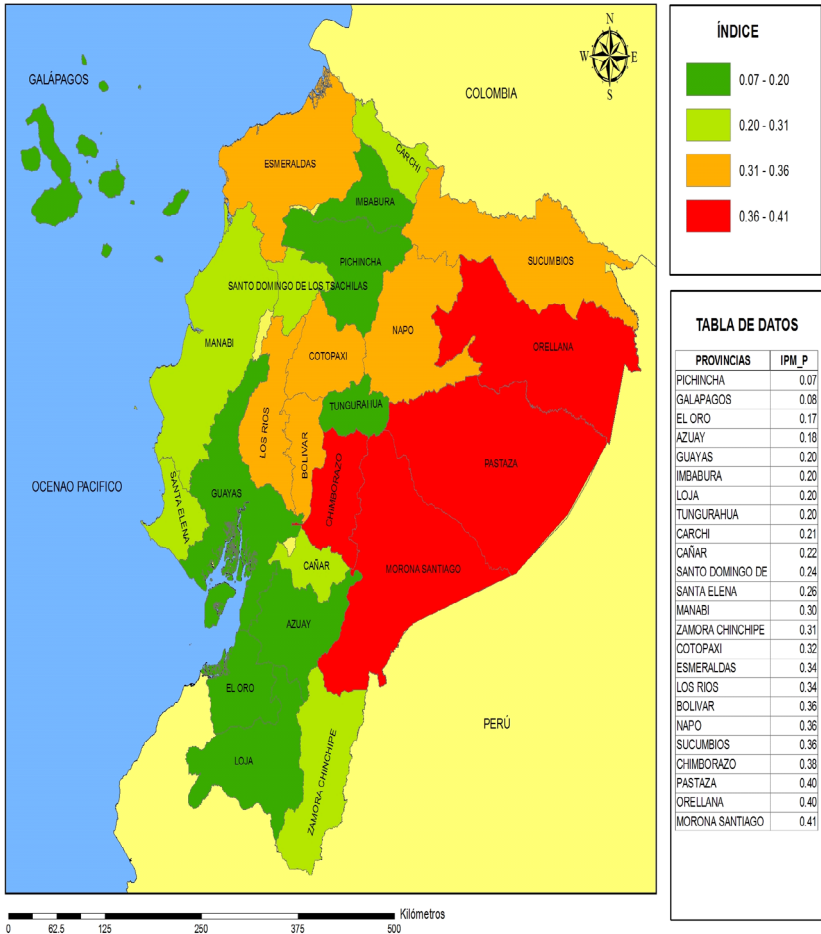 GALÁPAGOS
COLOMBIA
N
W E
S
ESMERALDAS
CARCHI
IMBABURA
PICHINCHA
SUCUMBIOS
SANTO DOMINGO DE LOS TSACHILAS
MANABI
COTOPAXI
NAPO
ORELLANA
TUNGURAHUA
LOS RIOS
BOLIVAR
CHIMBORAZO
PASTAZA
OCENAO PACIFICO
SANTA ELENA
GUAYAS
CAÑAR
MORONA SANTIAGO
AZUAY
EL ORO
PERÚ
LOJA
ZAMORA CHINCHIPE
0 62.5 125 250 375 500 Kilómetros
ÍNDICE
0.07 - 0.20
0.20 - 0.31
0.31 - 0.36
0.36 - 0.41
TABLA DE DATOS
PROVINCIAS IPM_P
PICHINCHA 0.07
GALAPAGOS 0.08
EL ORO 0.17
AZUAY 0.18
GUAYAS 0.20
IMBABURA 0.20
LOJA 0.20
TUNGURAHUA 0.20
CARCHI 0.21
CAÑAR 0.22
SANTO DOMINGO DE 0.24
SANTA ELENA 0.26
MANABI 0.30
ZAMORA CHINCHIPE 0.31
COTOPAXI 0.32
ESMERALDAS 0.34
LOS RIOS 0.34
BOLIVAR 0.36
NAPO 0.36
SUCUMBIOS 0.36
CHIMBORAZO 0.38
PASTAZA 0.40
ORELLANA 0.40
MORONA SANTIAGO 0.41